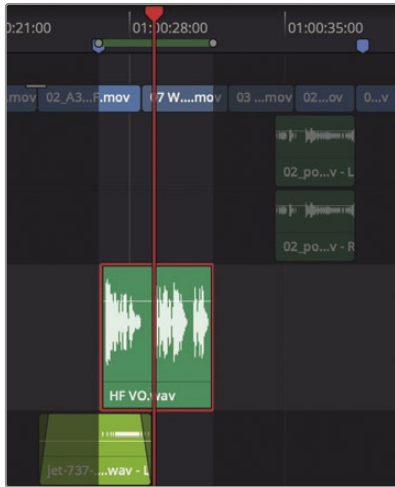 0:21:00 01:00:28:00 01:00:35:00
.mov 02_A3...F.mov 07 W....mov 03 ...mov 02...ov 0...v
02_po...v - L
02_po...v - R
HF VO.wav
jet-737-....wav - L